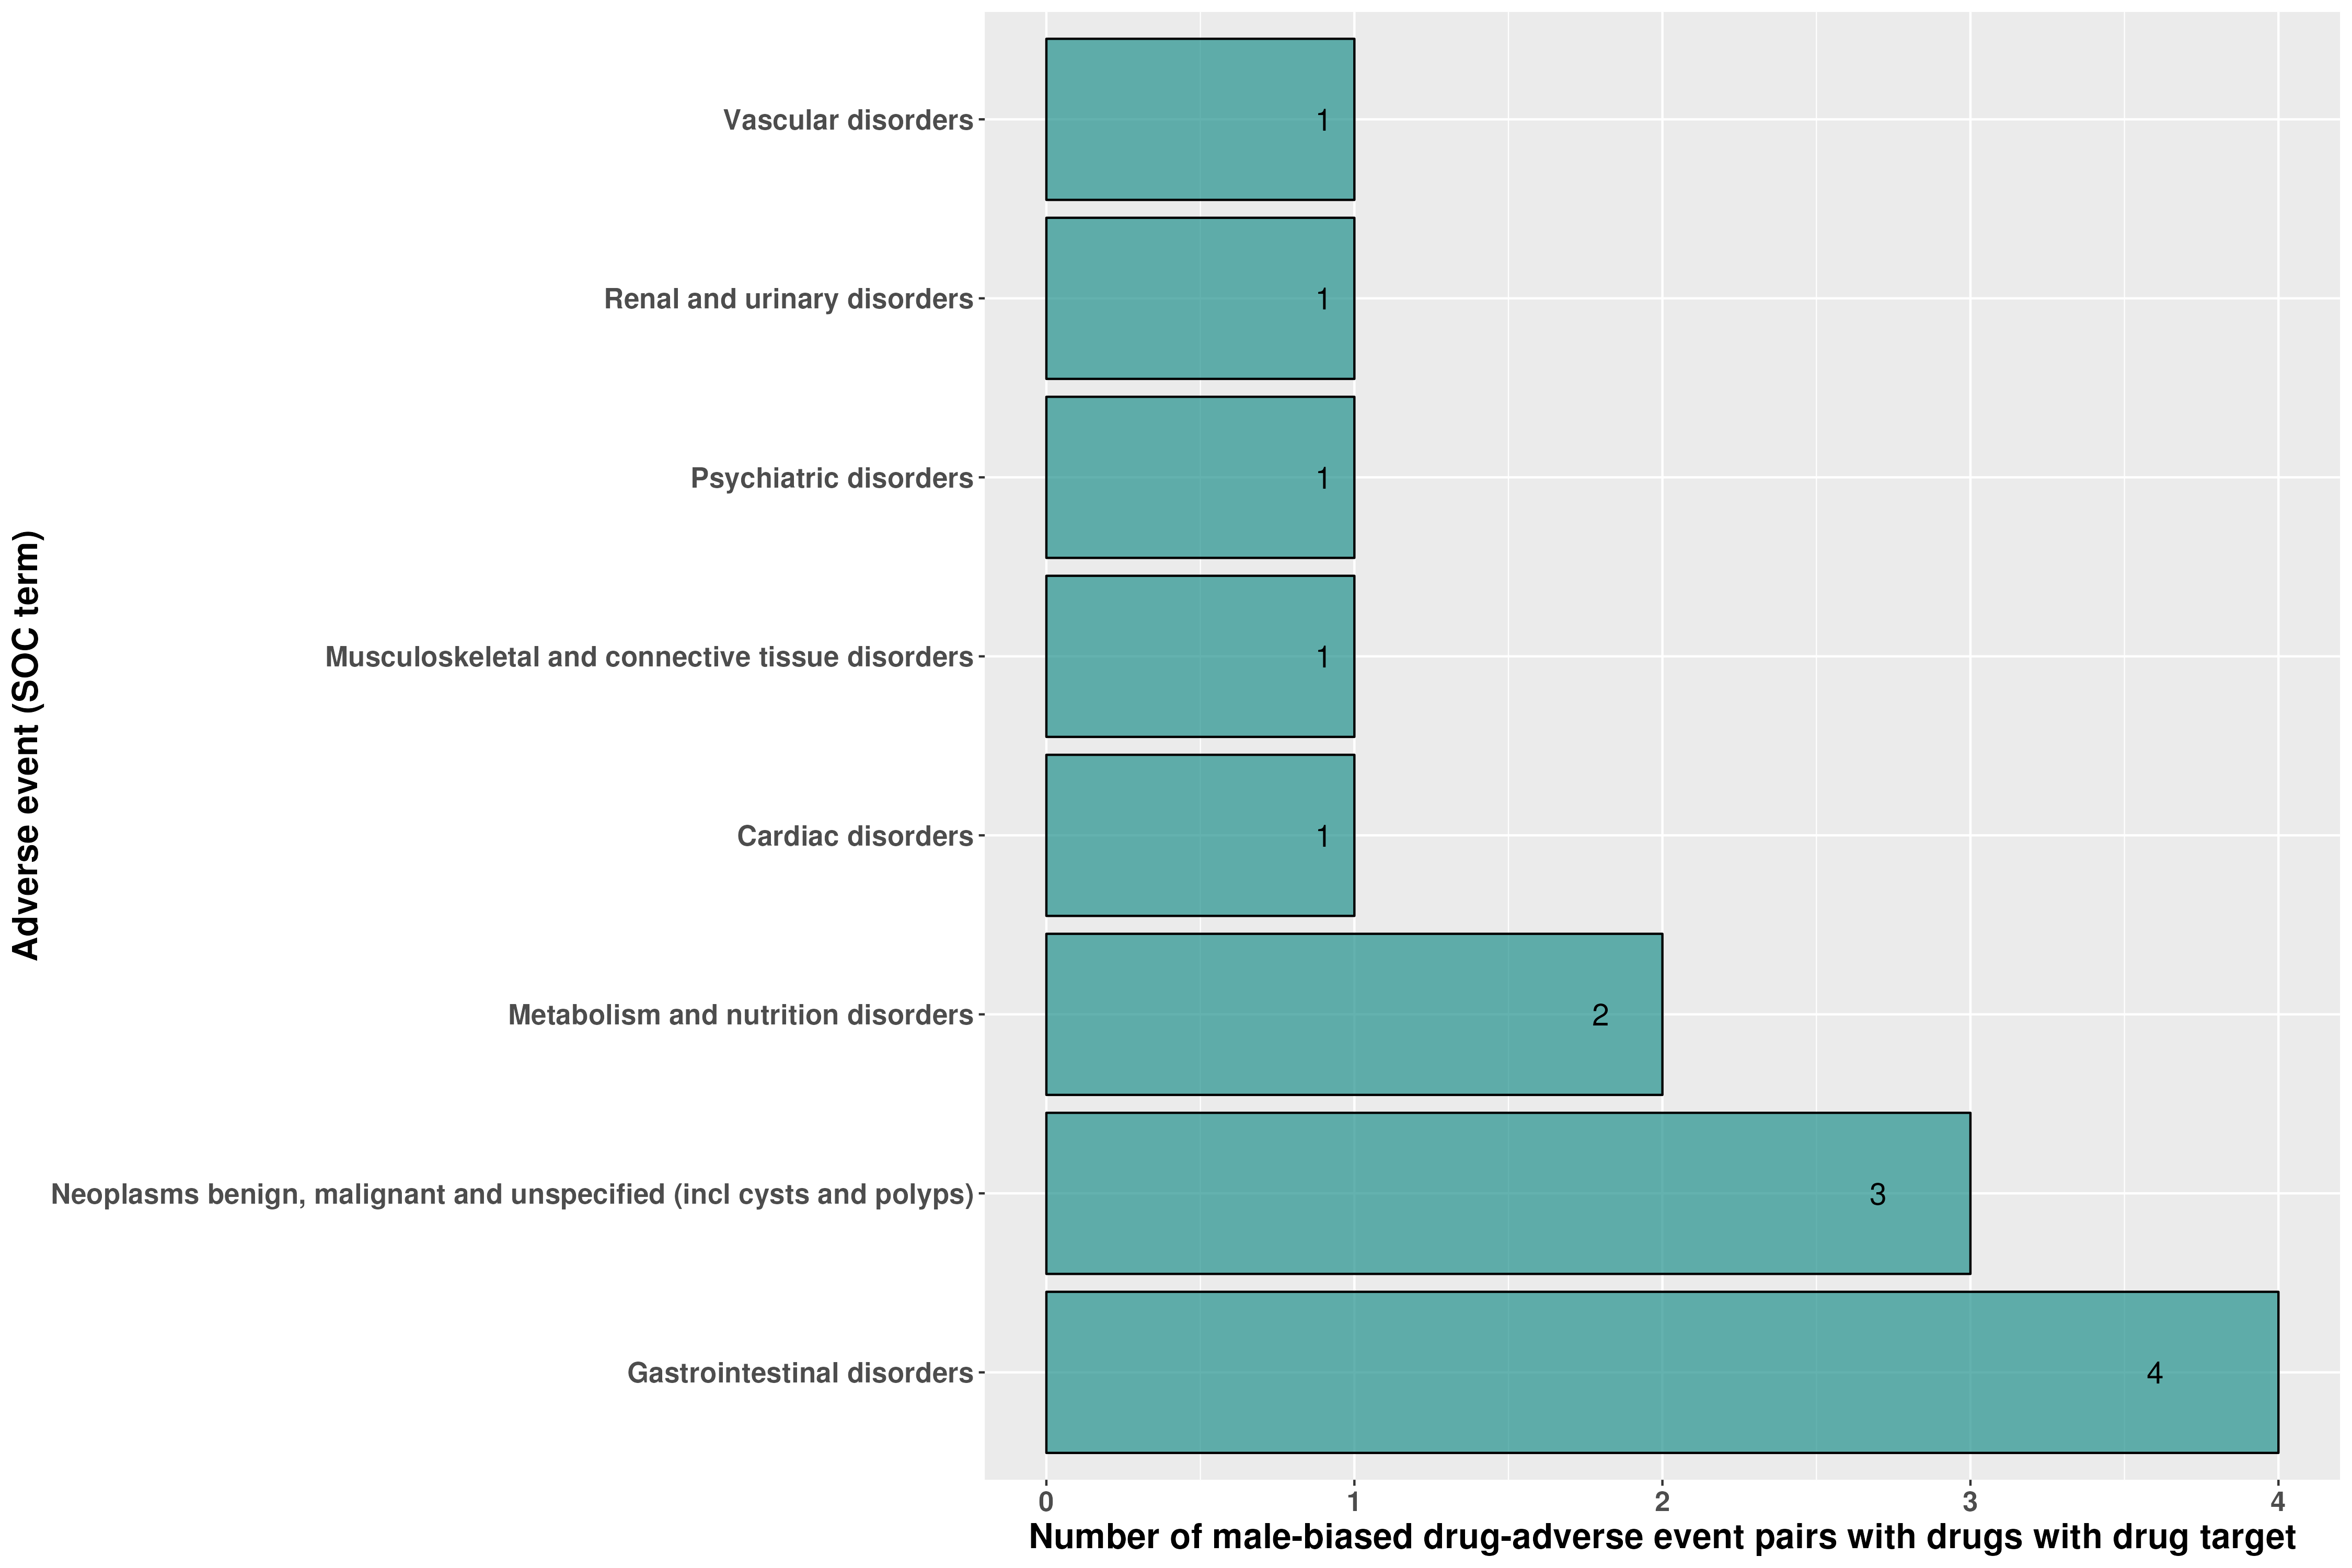 Adverse event (SOC term)
Vascular disorders
1
Renal and urinary disorders
1
Psychiatric disorders
1
Musculoskeletal and connective tissue disorders
1
Cardiac disorders
1
Metabolism and nutrition disorders
2
Neoplasms benign, malignant and unspecified (incl cysts and polyps)
3
Gastrointestinal disorders
4
0 1 2 3 4
Number of male-biased drug-adverse event pairs with drugs with drug target